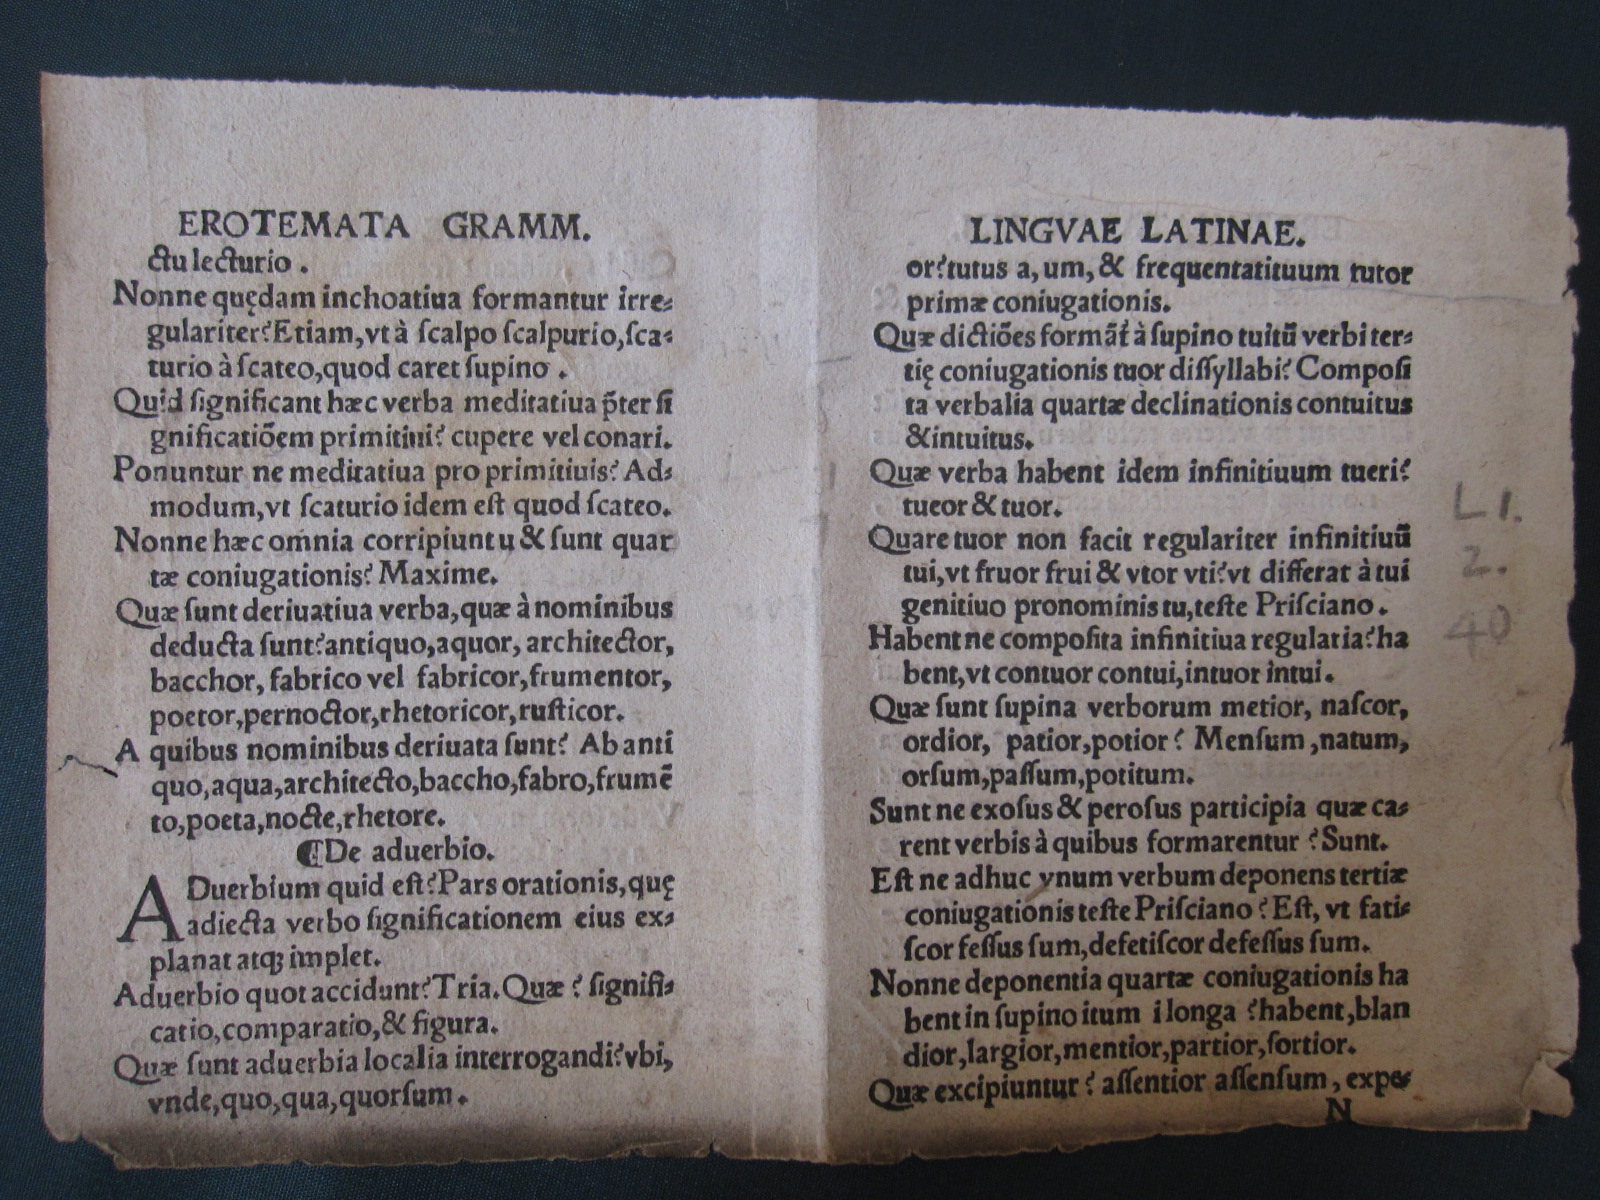 EROTEMATA GRAMM.
ctu lecturio .
Nonne quędam inchoatiua formantur irre⸗
gulariter? Etiam, vt à ſcalpo ſcalpurio, ſca⸗
turio à ſcateo, quod caret ſupino .
Quid ſignificant hæc verba meditatiua p̄ter ſi
gnificatiōem primitiui? cupere vel conari.
Ponuntur ne meditatiua pro primitiuis? Ad⸗
modum, vt ſcaturio idem eſt quod ſcateo.
Nonne hæc omnia corripiunt u & ſunt quar
tæ coniugationis? Maxime.
Quæ ſunt deriuatiua verba, quæ à nominibus
deducta ſunt? antiquo, aquor, architector,
bacchor, fabrico vel fabricor, frumentor,
poetor, pernoctor, rhetoricor, ruſticor.
A quibus nominibus deriuata ſunt? Ab anti
quo, aqua, architecto, baccho, fabro, frumē
to, poeta, nocte, rhetore.
¶De aduerbio.
ADuerbium quid eſt? Pars orationis, quę
adiecta verbo ſignificationem eius ex⸗
planat atq; implet.
Aduerbio quot accidunt? Tria. Quæ ? ſignifi⸗
catio, comparatio, & figura.
Quæ ſunt aduerbia localia interrogandi? vbi,
vnde, quo, qua, quorſum .
LINGVAE LATINAE.
or? tutus a, um, & frequentatituum tutor
primæ coniugationis.
Quæ dictiōes formāt̄ à ſupino tuitū verbi ter⸗
tię coniugationis tuor diſſyllabi? Compoſi
ta verbalia quartæ declinationis contuitus
& intuitus.
Quæ verba habent idem infinitiuum tueri?
tueor & tuor.
Quare tuor non facit regulariter infinitiuū
tui, vt fruor frui & vtor vti? vt differat à tui
genitiuo pronominis tu, teſte Priſciano .
Habent ne compoſita infinitiua regularia? ha
bent, vt contuor contui, intuor intui .
Quæ ſunt ſupina verborum metior, naſcor,
ordior, patior, potior ? Menſum , natum,
orſum, paſſum, potitum.
Sunt ne exoſus & peroſus participia quæ ca⸗
rent verbis à quibus formarentur ? Sunt.
Eſt ne adhuc vnum verbum deponens tertiæ
coniugationis teſte Priſciano ? Eſt, vt fati⸗
ſcor feſſus ſum, defetiſcor defeſſus ſum.
Nonne deponentia quartæ coniugationis ha
bent in ſupino itum i longa ? habent, blan
dior, largior, mentior, partior, ſortior.
Quæ excipiuntur ? aſſentior aſſenſum , expe⸗
N
L1.
2.
40